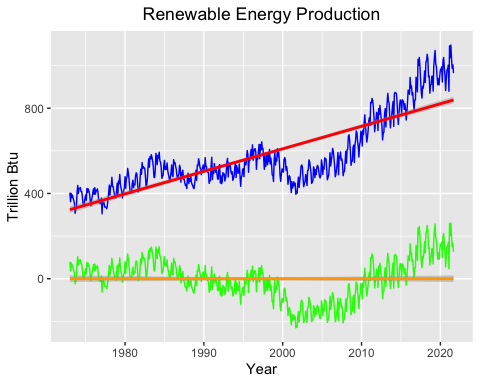 Renewable Energy Production
Trillion Btu
800
400
0
1980 1990 2000 2010 2020
Year